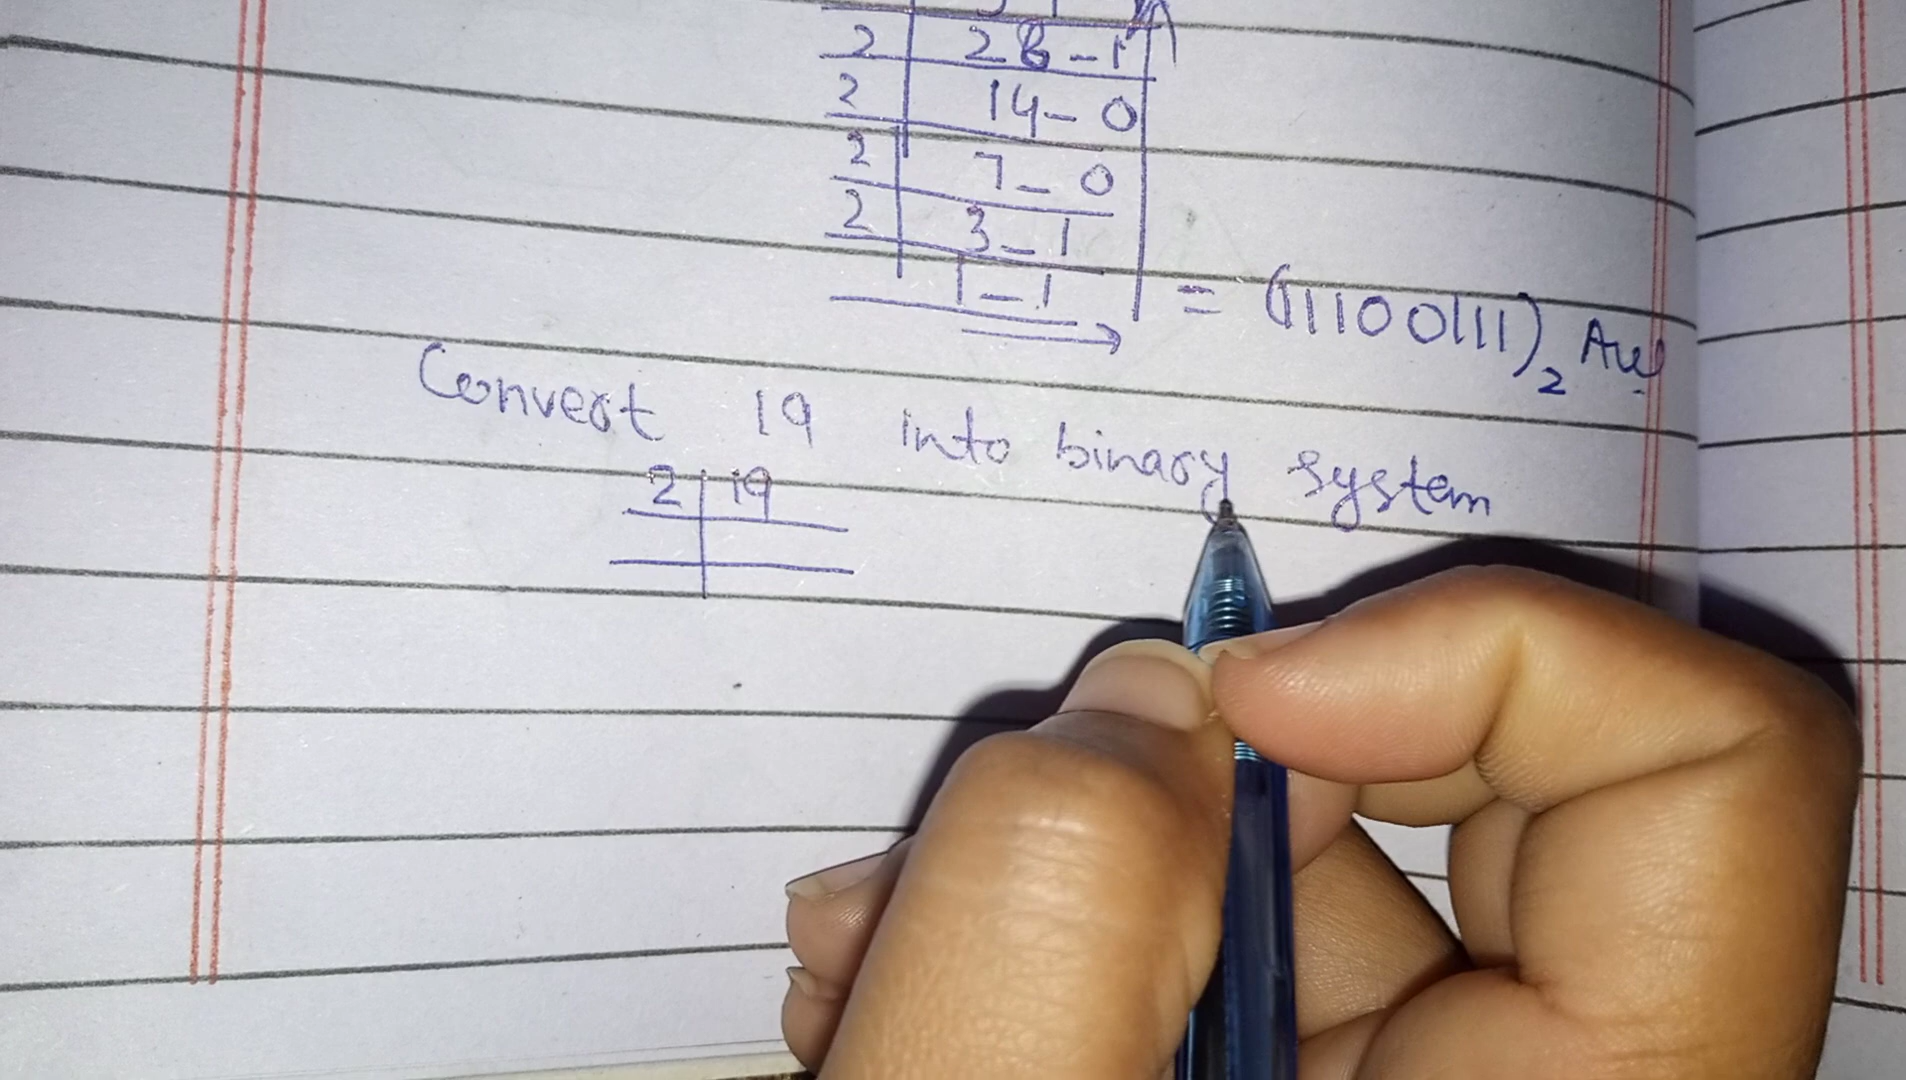 2 28-1
2 14-0
2 7-0
2 3-1
1-1 = (11100111)2 Ans
Convert 19 into binary system
2 19